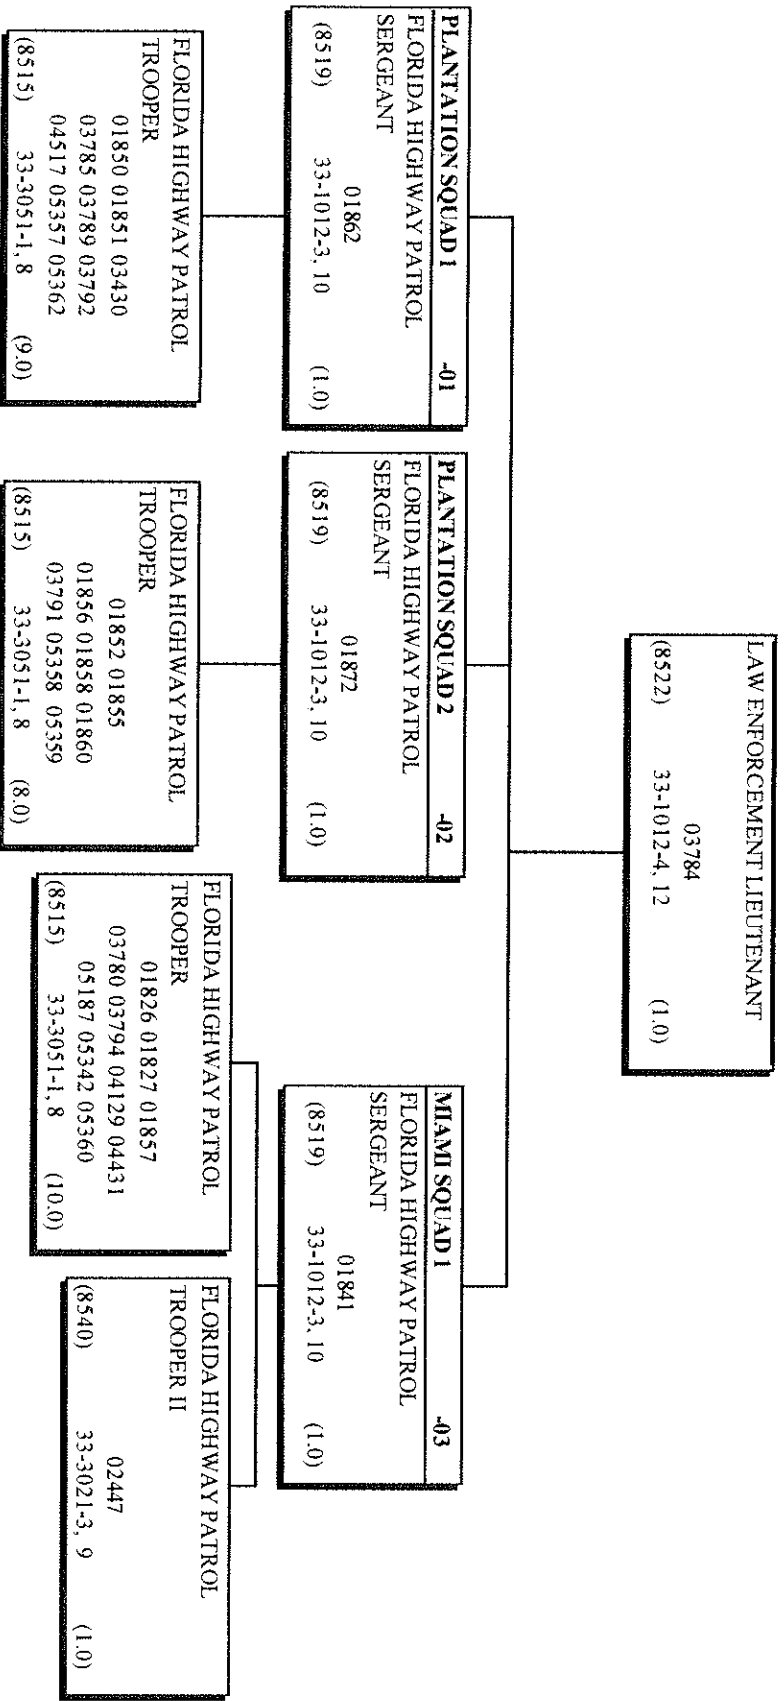 LAW ENFORCEMENT LIEUTENANT
03784
(8522) 33-1012-4, 12 (1.0)
PLANTATION SQUAD 1 -01
FLORIDA HIGHWAY PATROL
SERGEANT
01862
(8519) 33-1012-3, 10 (1.0)
PLANTATION SQUAD 2 -02
FLORIDA HIGHWAY PATROL
SERGEANT
01872
(8519) 33-1012-3, 10 (1.0)
MIAMI SQUAD 1 -03
FLORIDA HIGHWAY PATROL
SERGEANT
01841
(8519) 33-1012-3, 10 (1.0)
FLORIDA HIGHWAY PATROL
TROOPER
01850 01851 03430
03785 03789 03792
04517 05357 05362
(8515) 33-3051-1, 8 (9.0)
FLORIDA HIGHWAY PATROL
TROOPER
01852 01855
01856 01858 01860
03791 05358 05359
(8515) 33-3051-1, 8 (8.0)
FLORIDA HIGHWAY PATROL
TROOPER
01826 01827 01857
03780 03794 04129 04431
05187 05342 05360
(8515) 33-3051-1, 8 (10.0)
FLORIDA HIGHWAY PATROL
TROOPER II
02447
(8540) 33-3021-3, 9 (1.0)